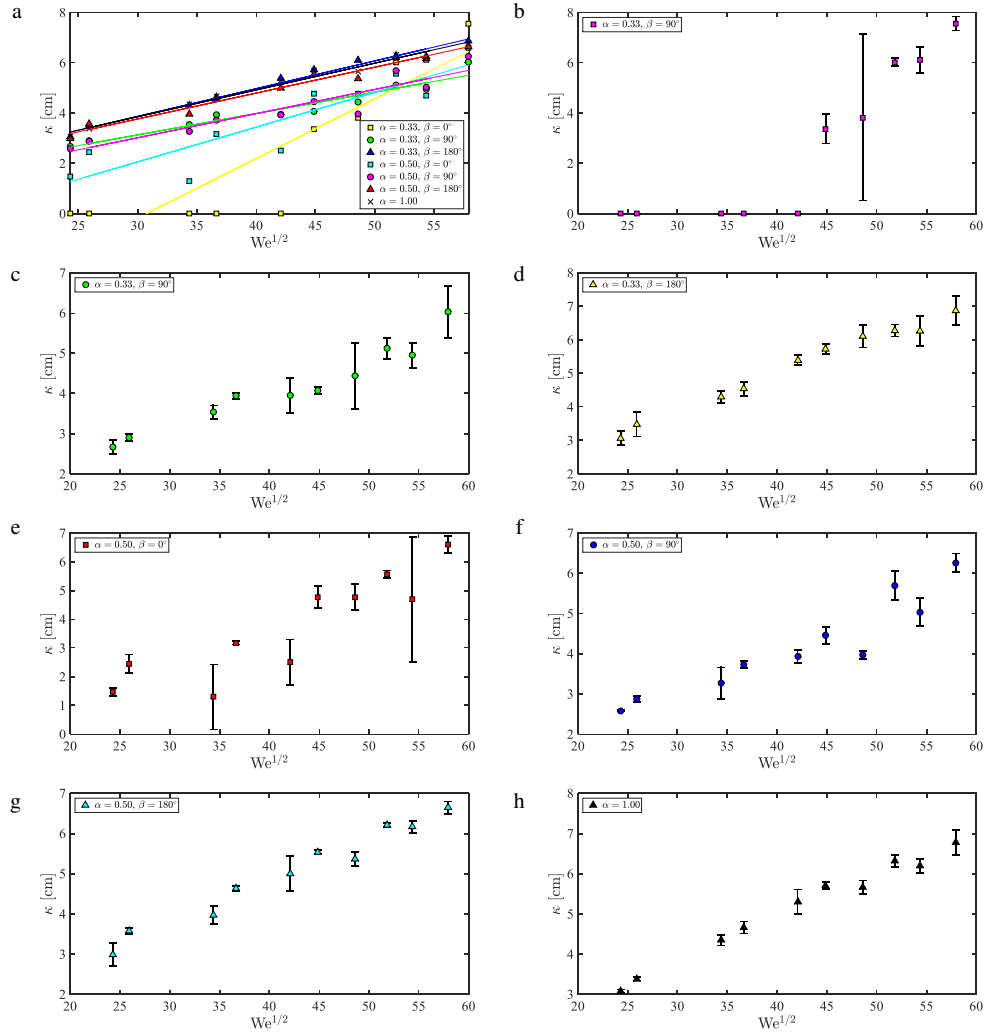 a
κ [cm]
8
6
4
2
0
α = 0.33, β = 0°
α = 0.33, β = 90°
α = 0.33, β = 180°
α = 0.50, β = 0°
α = 0.50, β = 90°
α = 0.50, β = 180°
α = 1.00
25 30 35 40 45 50 55
We^1/2
b
α = 0.33, β = 90°
κ [cm]
8
6
4
2
0
20 25 30 35 40 45 50 55 60
We^1/2
c
α = 0.33, β = 90°
κ [cm]
7
6
5
4
3
2
20 25 30 35 40 45 50 55 60
We^1/2
d
α = 0.33, β = 180°
κ [cm]
8
7
6
5
4
3
2
20 25 30 35 40 45 50 55 60
We^1/2
e
α = 0.50, β = 0°
κ [cm]
7
6
5
4
3
2
1
0
20 25 30 35 40 45 50 55 60
We^1/2
f
α = 0.50, β = 90°
κ [cm]
7
6
5
4
3
2
20 25 30 35 40 45 50 55 60
We^1/2
g
α = 0.50, β = 180°
κ [cm]
7
6
5
4
3
2
20 25 30 35 40 45 50 55 60
We^1/2
h
α = 1.00
κ [cm]
8
7
6
5
4
3
20 25 30 35 40 45 50 55 60
We^1/2